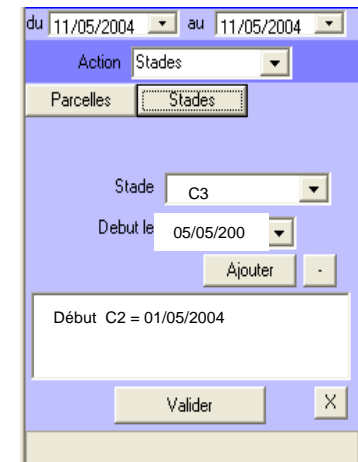 du 11/05/2004 au 11/05/2004
Action Stades
Parcelles Stades
Stade C3
Debut le 05/05/200
Ajouter -
Début C2 = 01/05/2004
Valider X